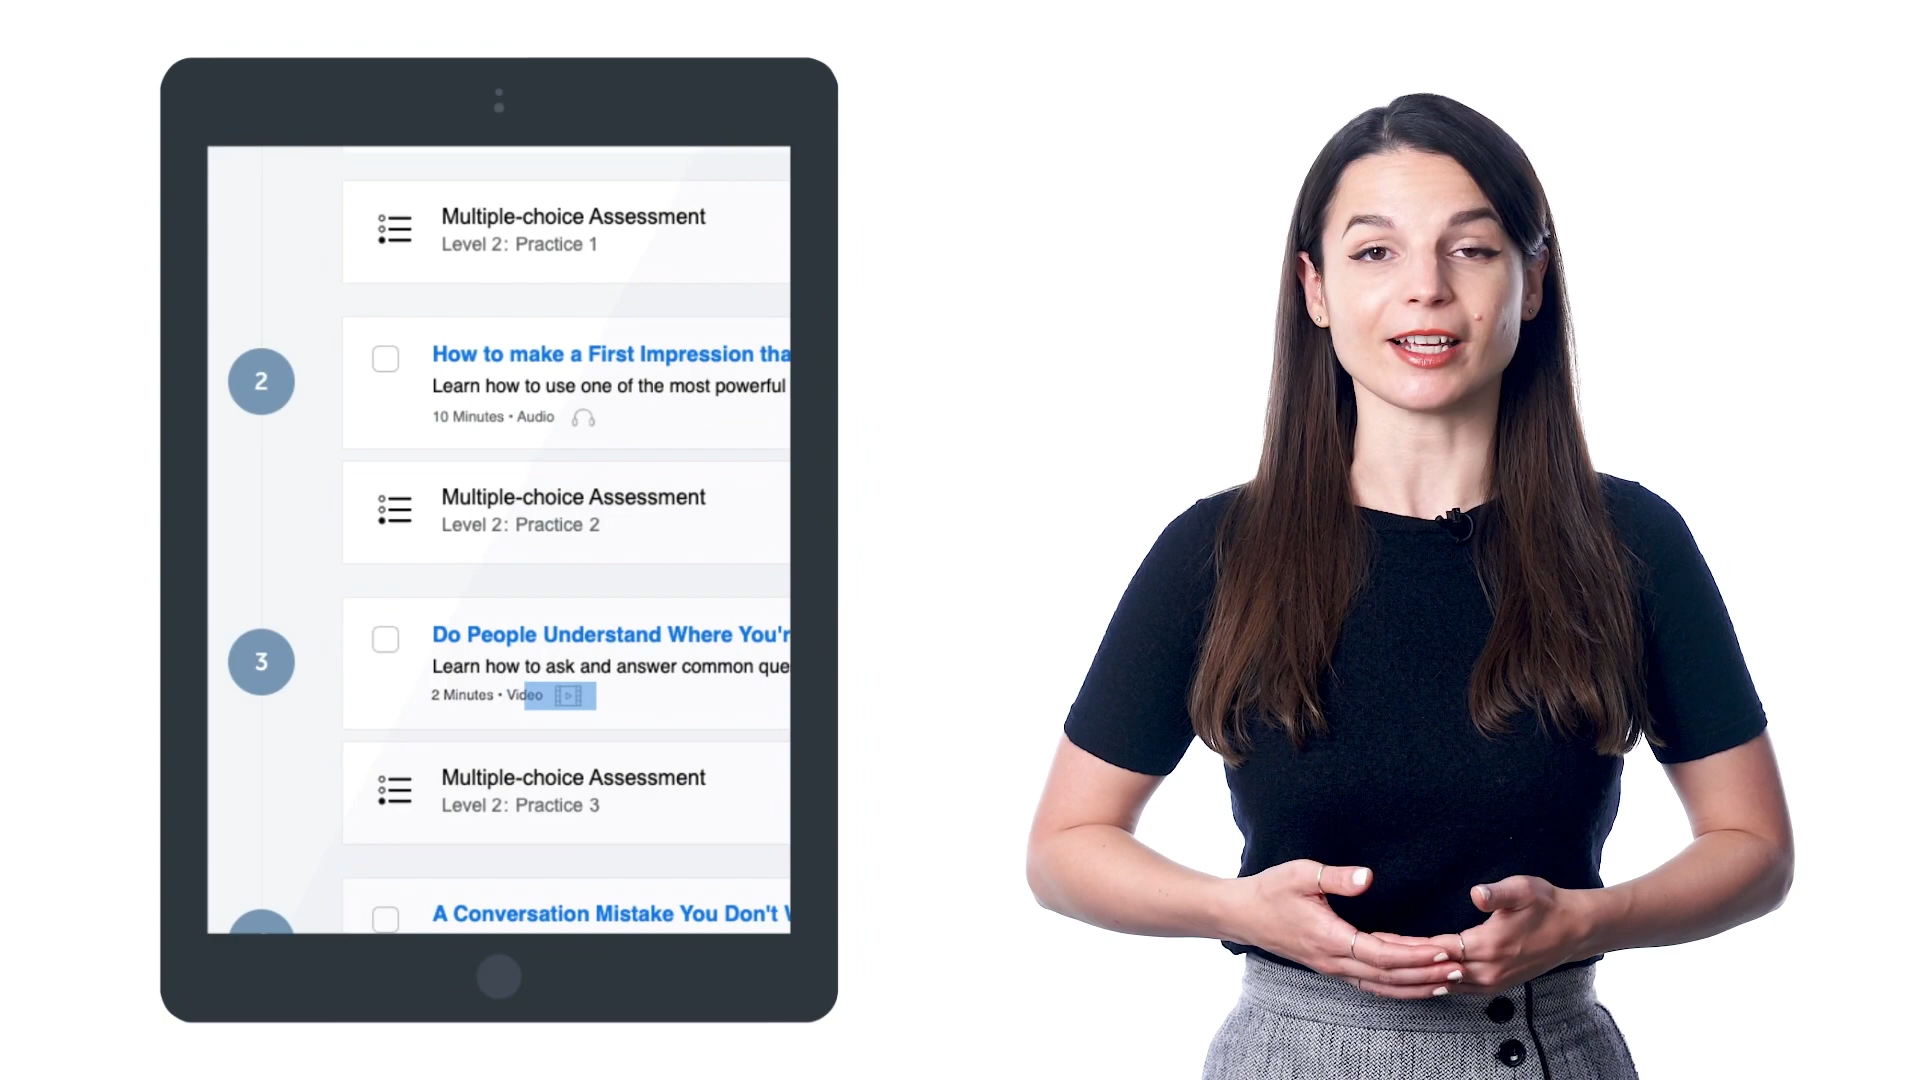 Multiple-choice Assessment
Level 2: Practice 1
2
How to make a First Impression tha
Learn how to use one of the most powerful
10 Minutes • Audio
Multiple-choice Assessment
Level 2: Practice 2
3
Do People Understand Where You'r
Learn how to ask and answer common que
2 Minutes • Video
Multiple-choice Assessment
Level 2: Practice 3
A Conversation Mistake You Don't